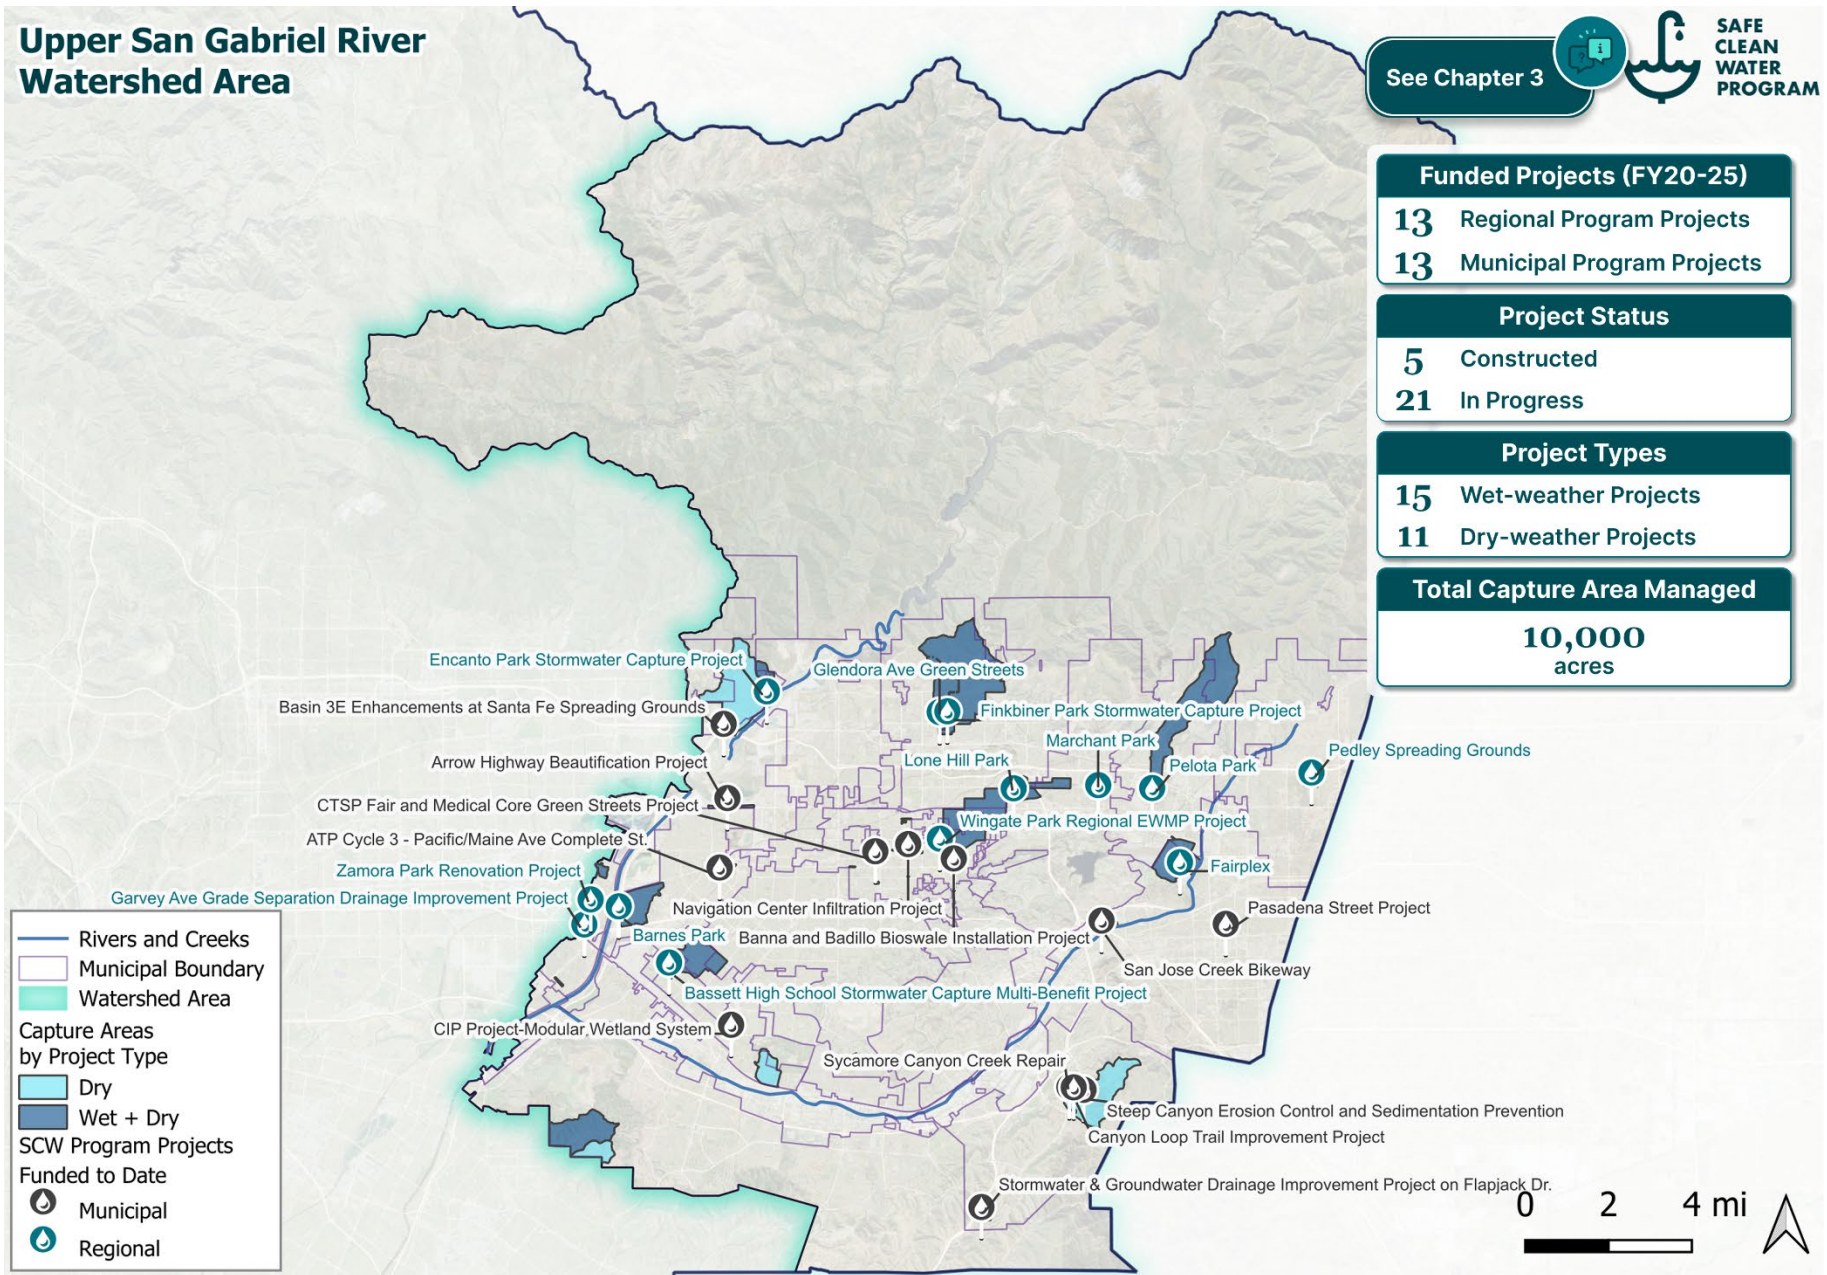 Upper San Gabriel River
Watershed Area
See Chapter 3
SAFE
CLEAN
WATER
PROGRAM
Funded Projects (FY20-25)
13 Regional Program Projects
13 Municipal Program Projects
Project Status
5 Constructed
21 In Progress
Project Types
15 Wet-weather Projects
11 Dry-weather Projects
Total Capture Area Managed
10,000
acres
Encanto Park Stormwater Capture Project
Glendora Ave Green Streets
Basin 3E Enhancements at Santa Fe Spreading Grounds
Finkbiner Park Stormwater Capture Project
Marchant Park
Pedley Spreading Grounds
Arrow Highway Beautification Project
Lone Hill Park
Pelota Park
CTSP Fair and Medical Core Green Streets Project
Wingate Park Regional EWMP Project
ATP Cycle 3 - Pacific/Maine Ave Complete St.
Zamora Park Renovation Project
Fairplex
Garvey Ave Grade Separation Drainage Improvement Project
Navigation Center Infiltration Project
Pasadena Street Project
Barnes Park
Banna and Badillo Bioswale Installation Project
San Jose Creek Bikeway
Bassett High School Stormwater Capture Multi-Benefit Project
CIP Project-Modular Wetland System
Sycamore Canyon Creek Repair
Steep Canyon Erosion Control and Sedimentation Prevention
Canyon Loop Trail Improvement Project
Stormwater & Groundwater Drainage Improvement Project on Flapjack Dr.
Rivers and Creeks
Municipal Boundary
Watershed Area
Capture Areas
by Project Type
Dry
Wet + Dry
SCW Program Projects
Funded to Date
Municipal
Regional
0 2 4 mi